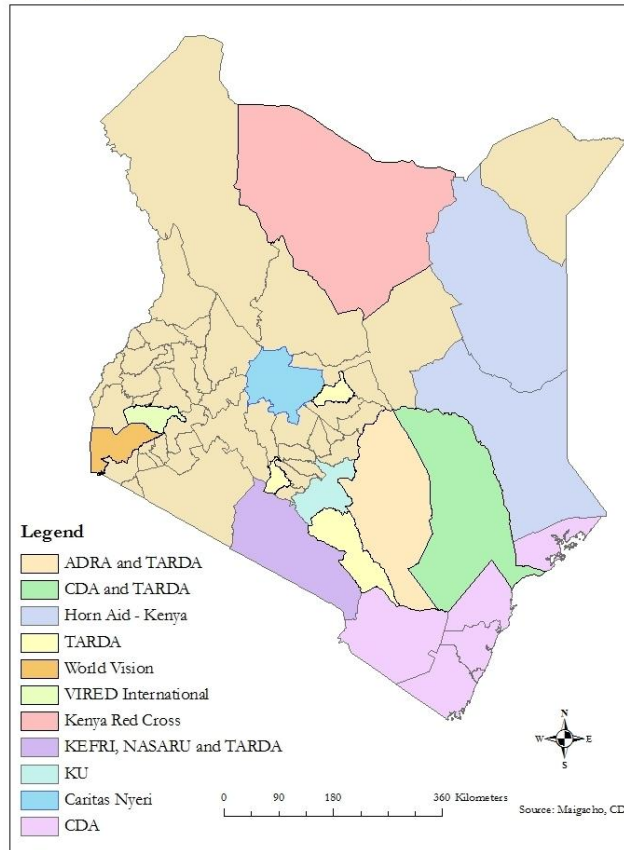 Legend
ADRA and TARDA
CDA and TARDA
Horn Aid - Kenya
TARDA
World Vision
VIRED International
Kenya Red Cross
KEFRI, NASARU and TARDA
KU
Caritas Nyeri
CDA
N
W E
S
0 90 180 360 Kilometers
Source: Maigacho, CD